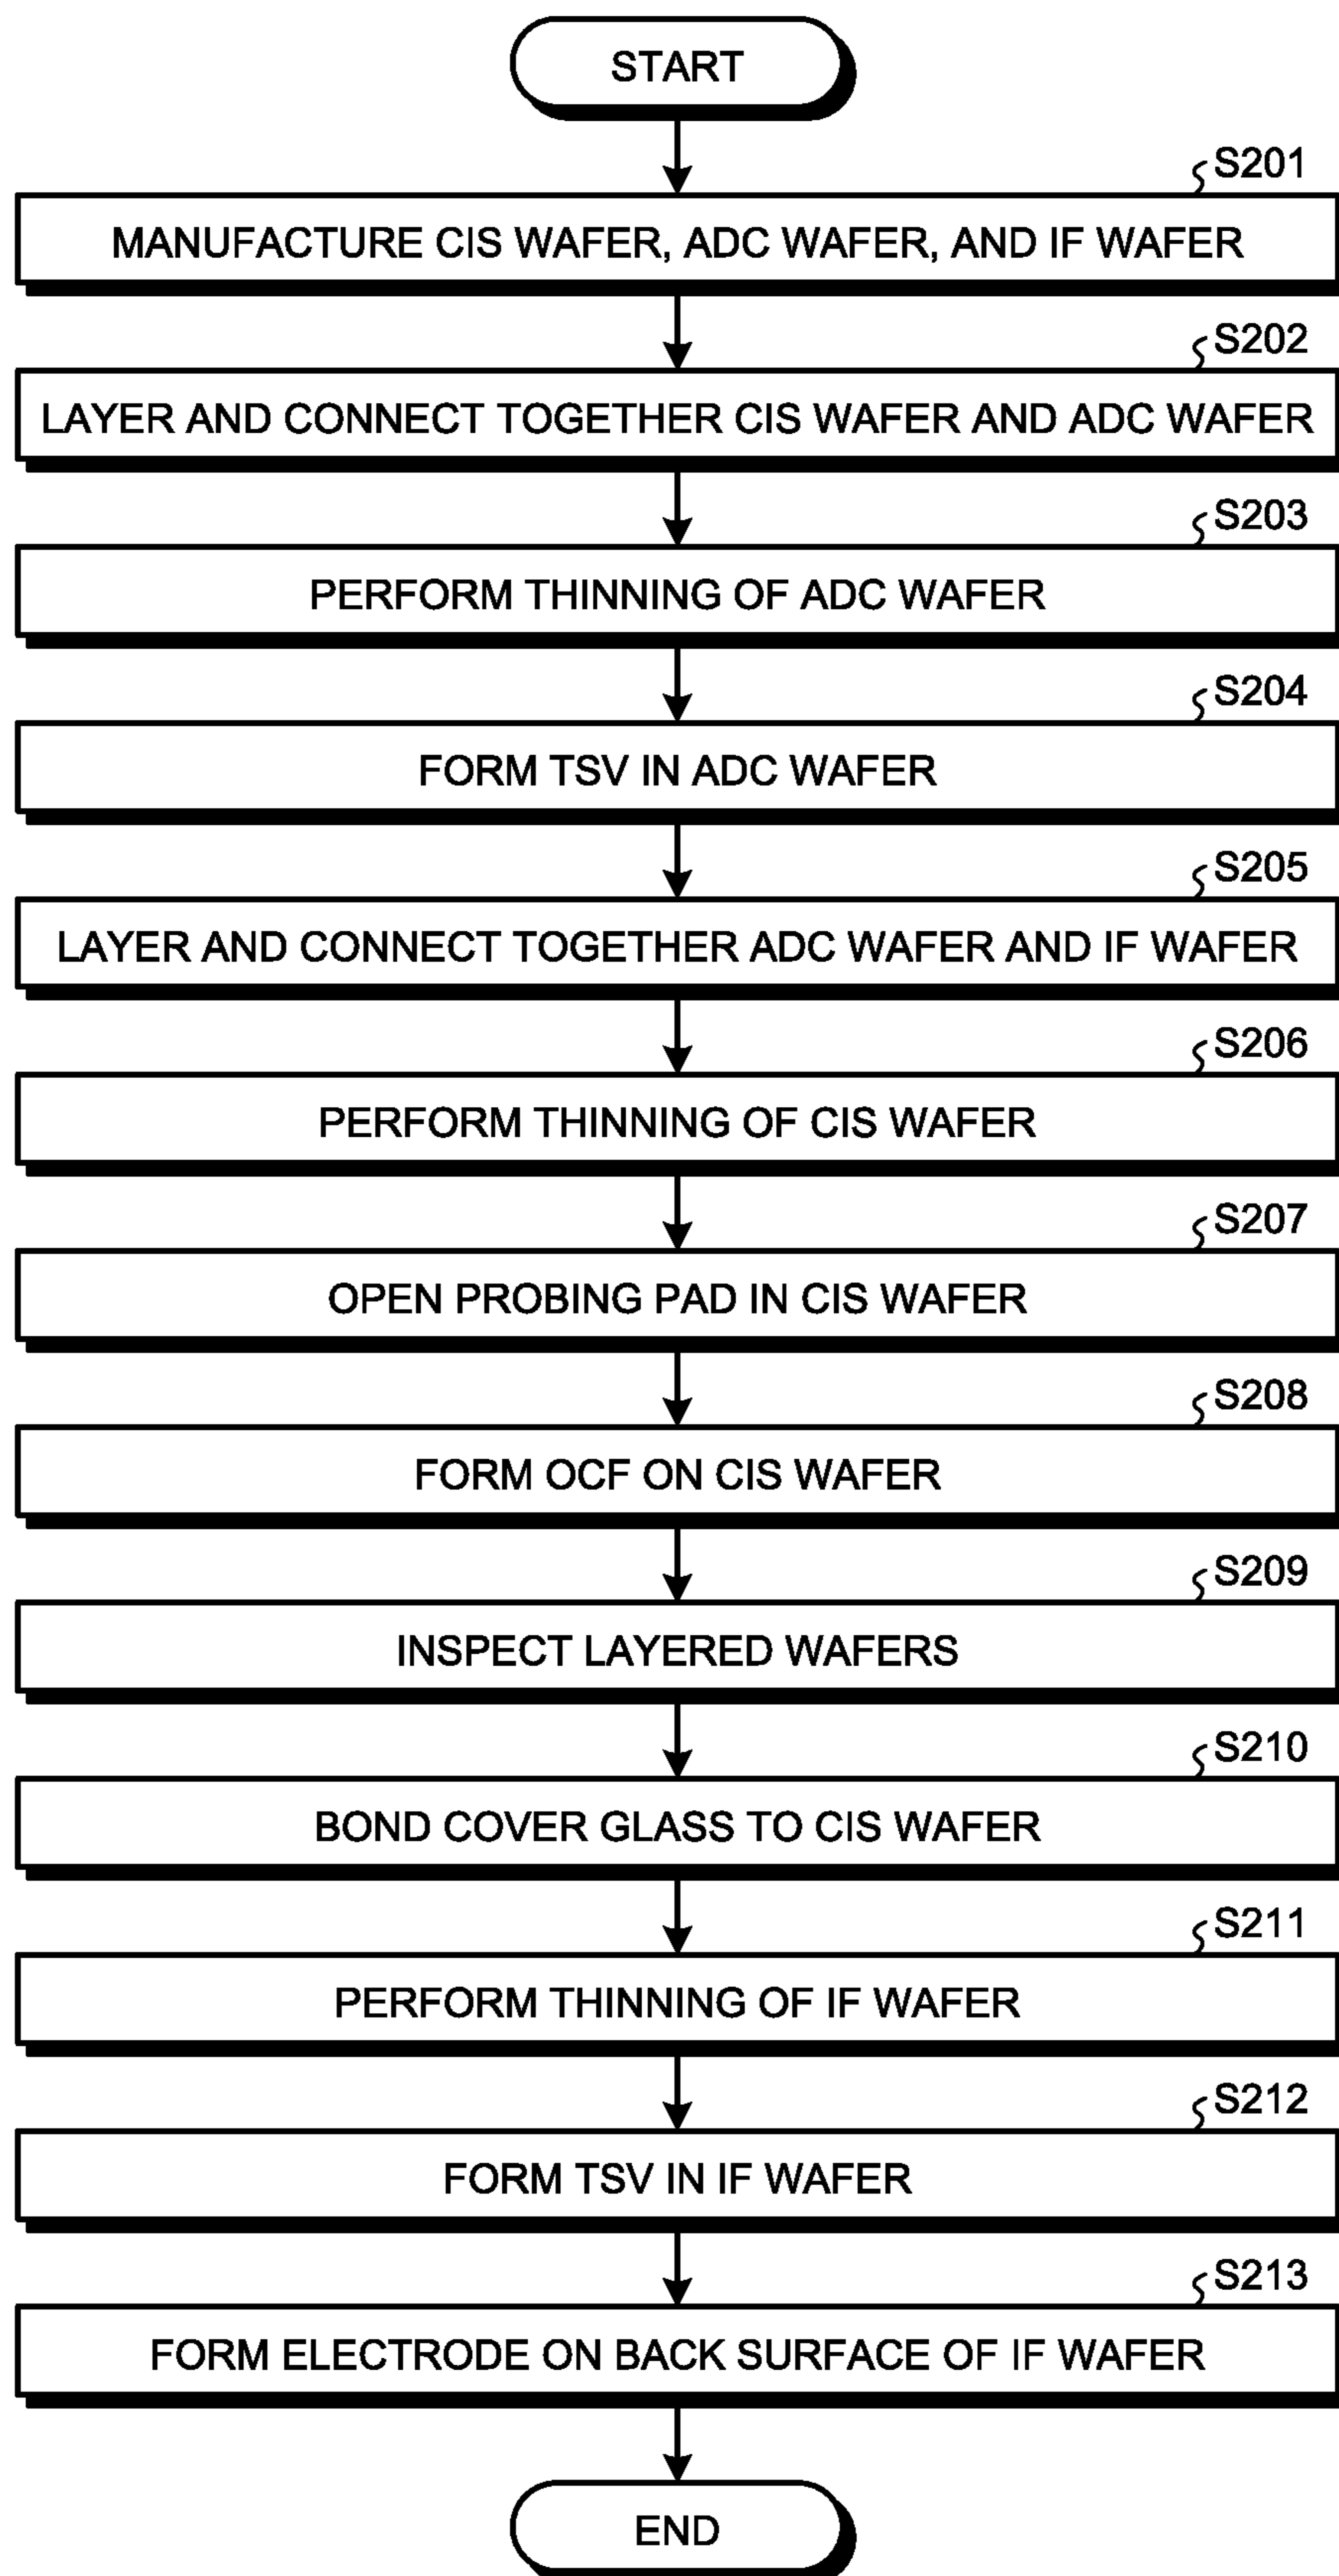 START
S201
MANUFACTURE CIS WAFER, ADC WAFER, AND IF WAFER
S202
LAYER AND CONNECT TOGETHER CIS WAFER AND ADC WAFER
S203
PERFORM THINNING OF ADC WAFER
S204
FORM TSV IN ADC WAFER
S205
LAYER AND CONNECT TOGETHER ADC WAFER AND IF WAFER
S206
PERFORM THINNING OF CIS WAFER
S207
OPEN PROBING PAD IN CIS WAFER
S208
FORM OCF ON CIS WAFER
S209
INSPECT LAYERED WAFERS
S210
BOND COVER GLASS TO CIS WAFER
S211
PERFORM THINNING OF IF WAFER
S212
FORM TSV IN IF WAFER
S213
FORM ELECTRODE ON BACK SURFACE OF IF WAFER
END